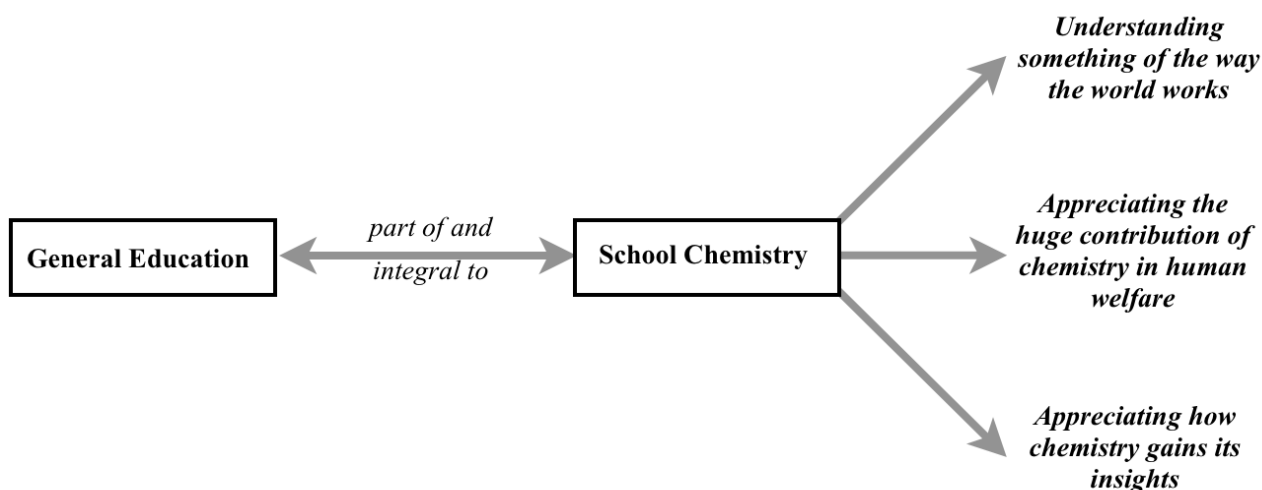 General Education
part of and
integral to
School Chemistry
Understanding
something of the way
the world works
Appreciating the
huge contribution of
chemistry in human
welfare
Appreciating how
chemistry gains its
insights